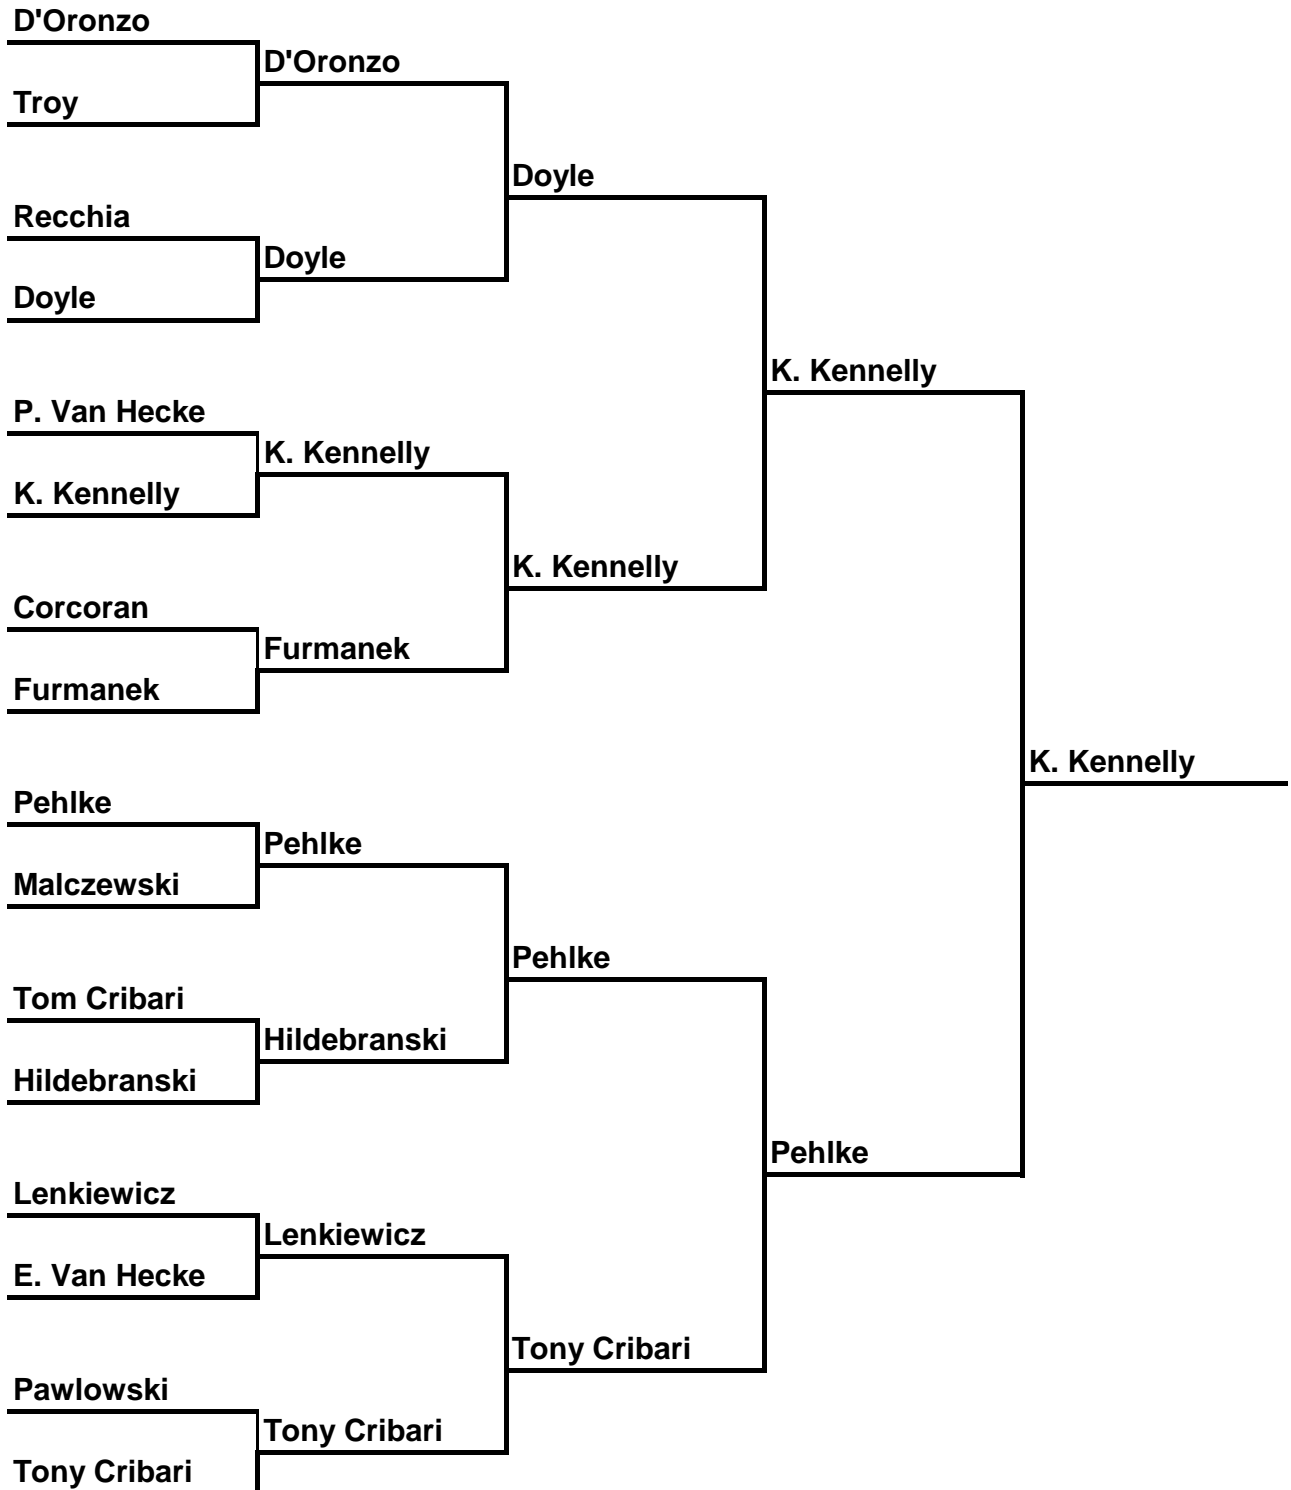 D'Oronzo
D'Oronzo
Troy
Doyle
Recchia
Doyle
Doyle
K. Kennelly
P. Van Hecke
K. Kennelly
K. Kennelly
K. Kennelly
Corcoran
Furmanek
Furmanek
K. Kennelly
Pehlke
Pehlke
Malczewski
Pehlke
Tom Cribari
Hildebranski
Hildebranski
Pehlke
Lenkiewicz
Lenkiewicz
E. Van Hecke
Tony Cribari
Pawlowski
Tony Cribari
Tony Cribari